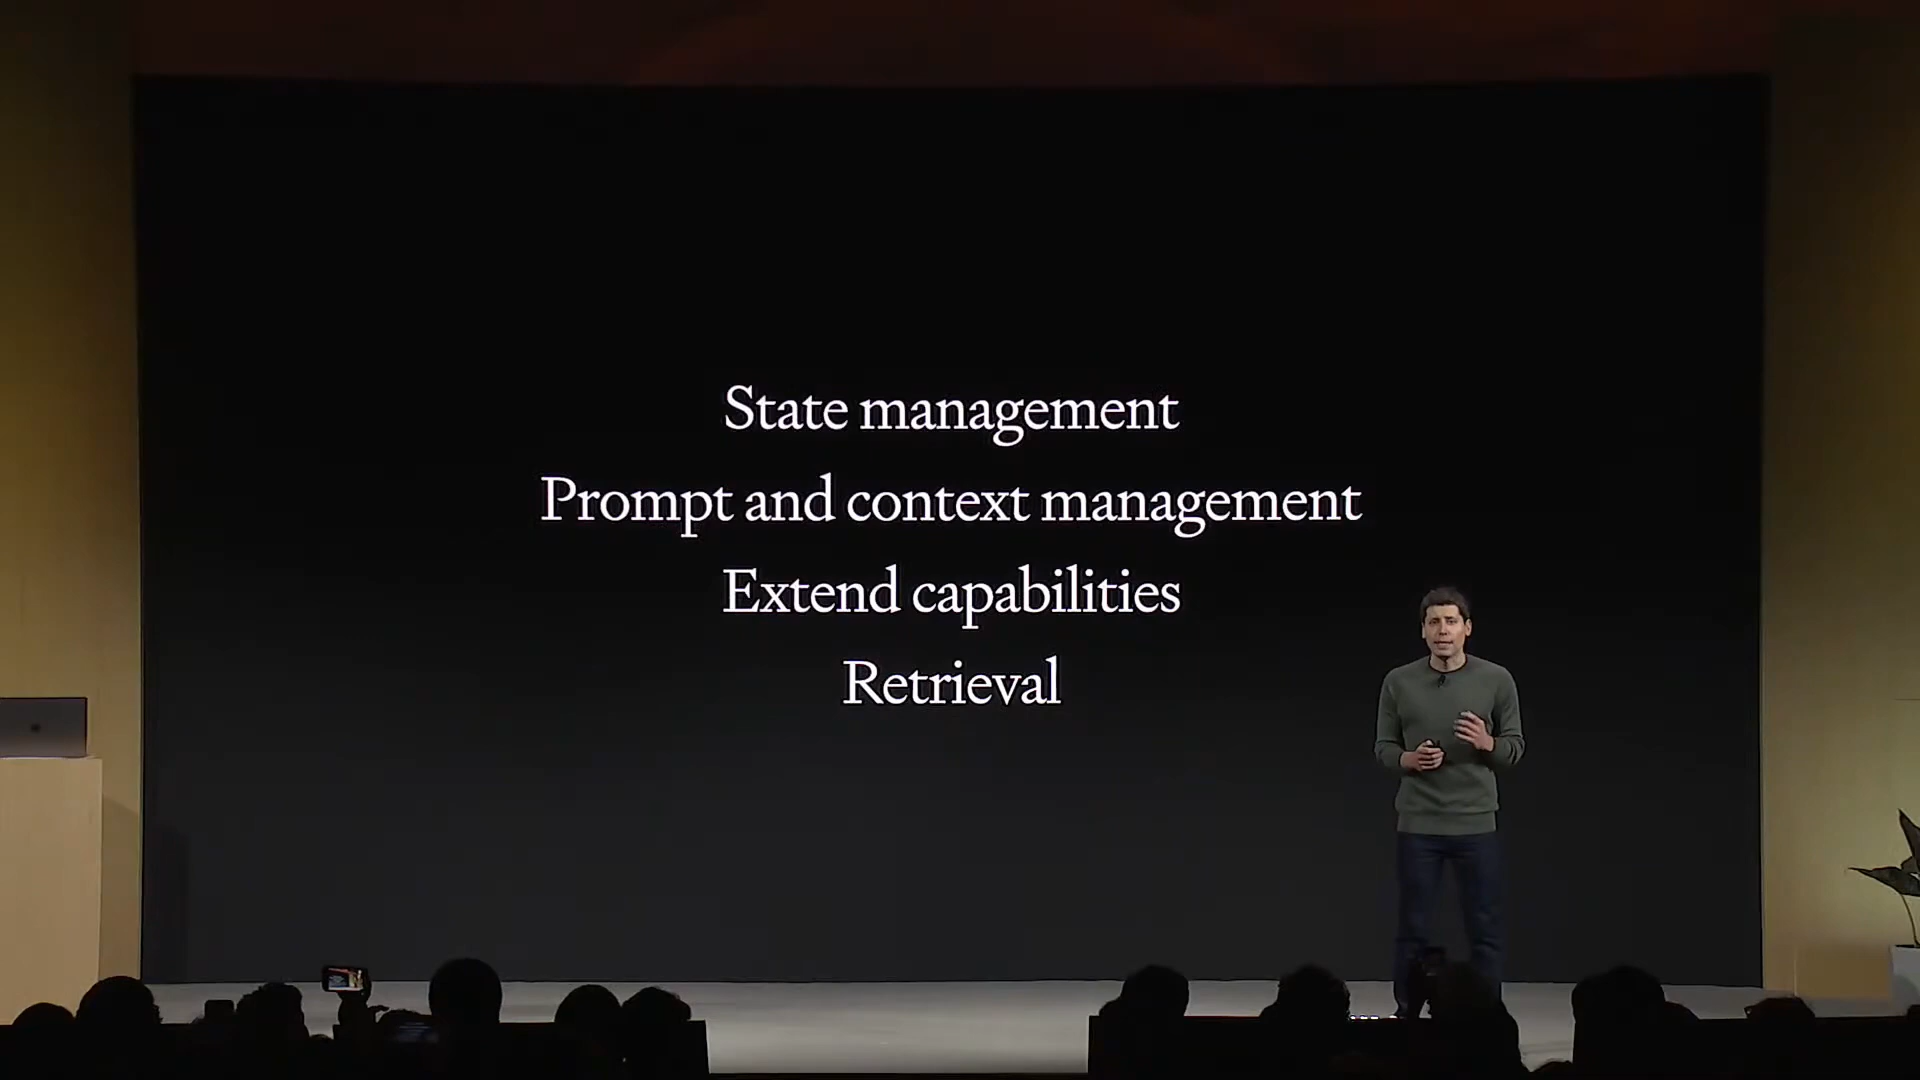 State management
Prompt and context management
Extend capabilities
Retrieval